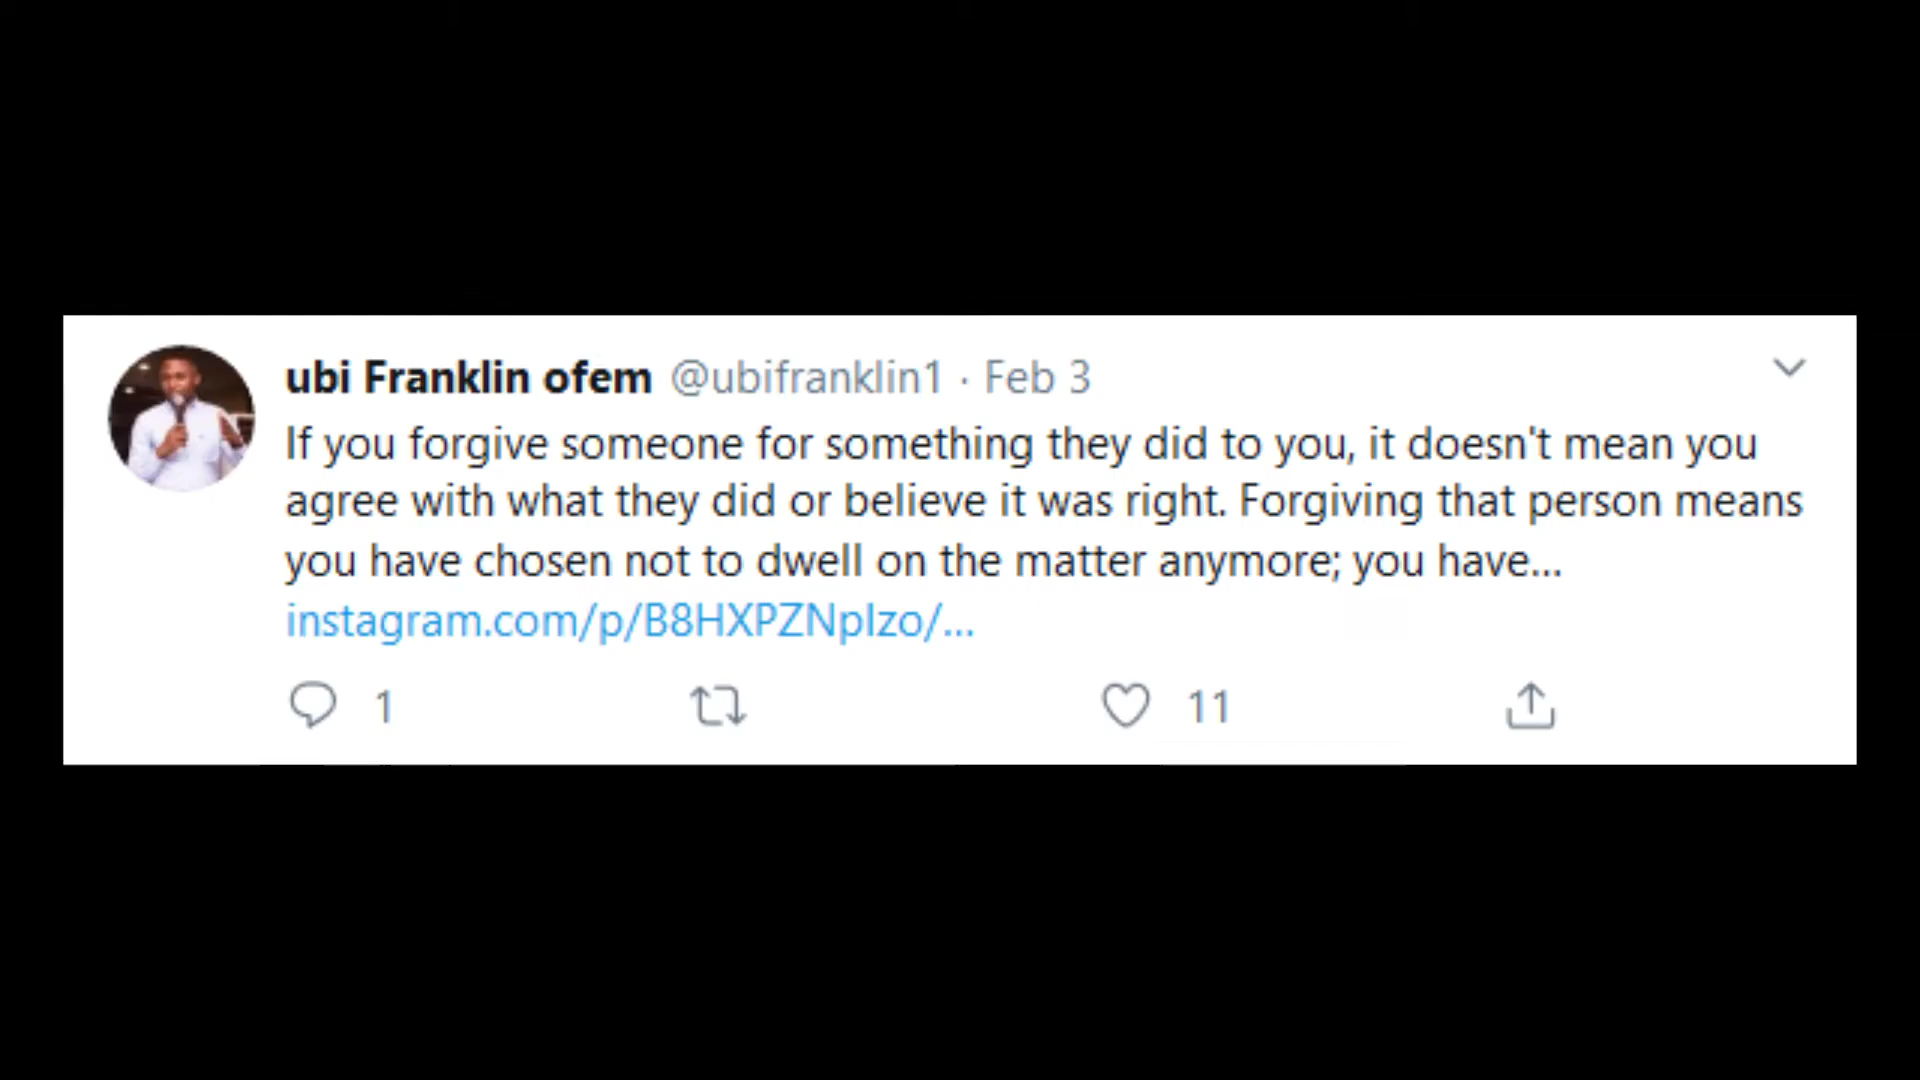 ubi Franklin ofem @ubifranklin1 · Feb 3
If you forgive someone for something they did to you, it doesn't mean you
agree with what they did or believe it was right. Forgiving that person means
you have chosen not to dwell on the matter anymore; you have...
instagram.com/p/B8HXPZNpIzo/...
1 11